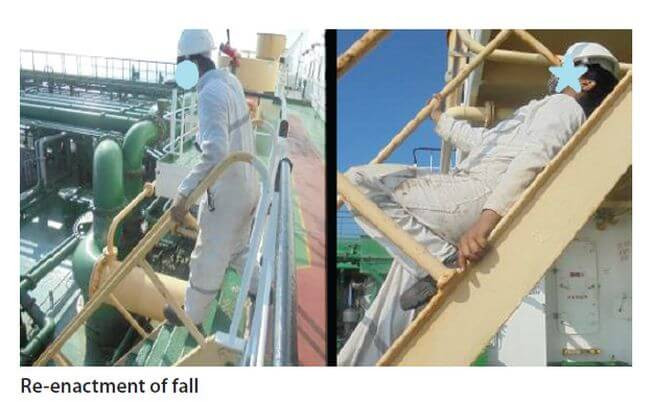 Re-enactment of fall